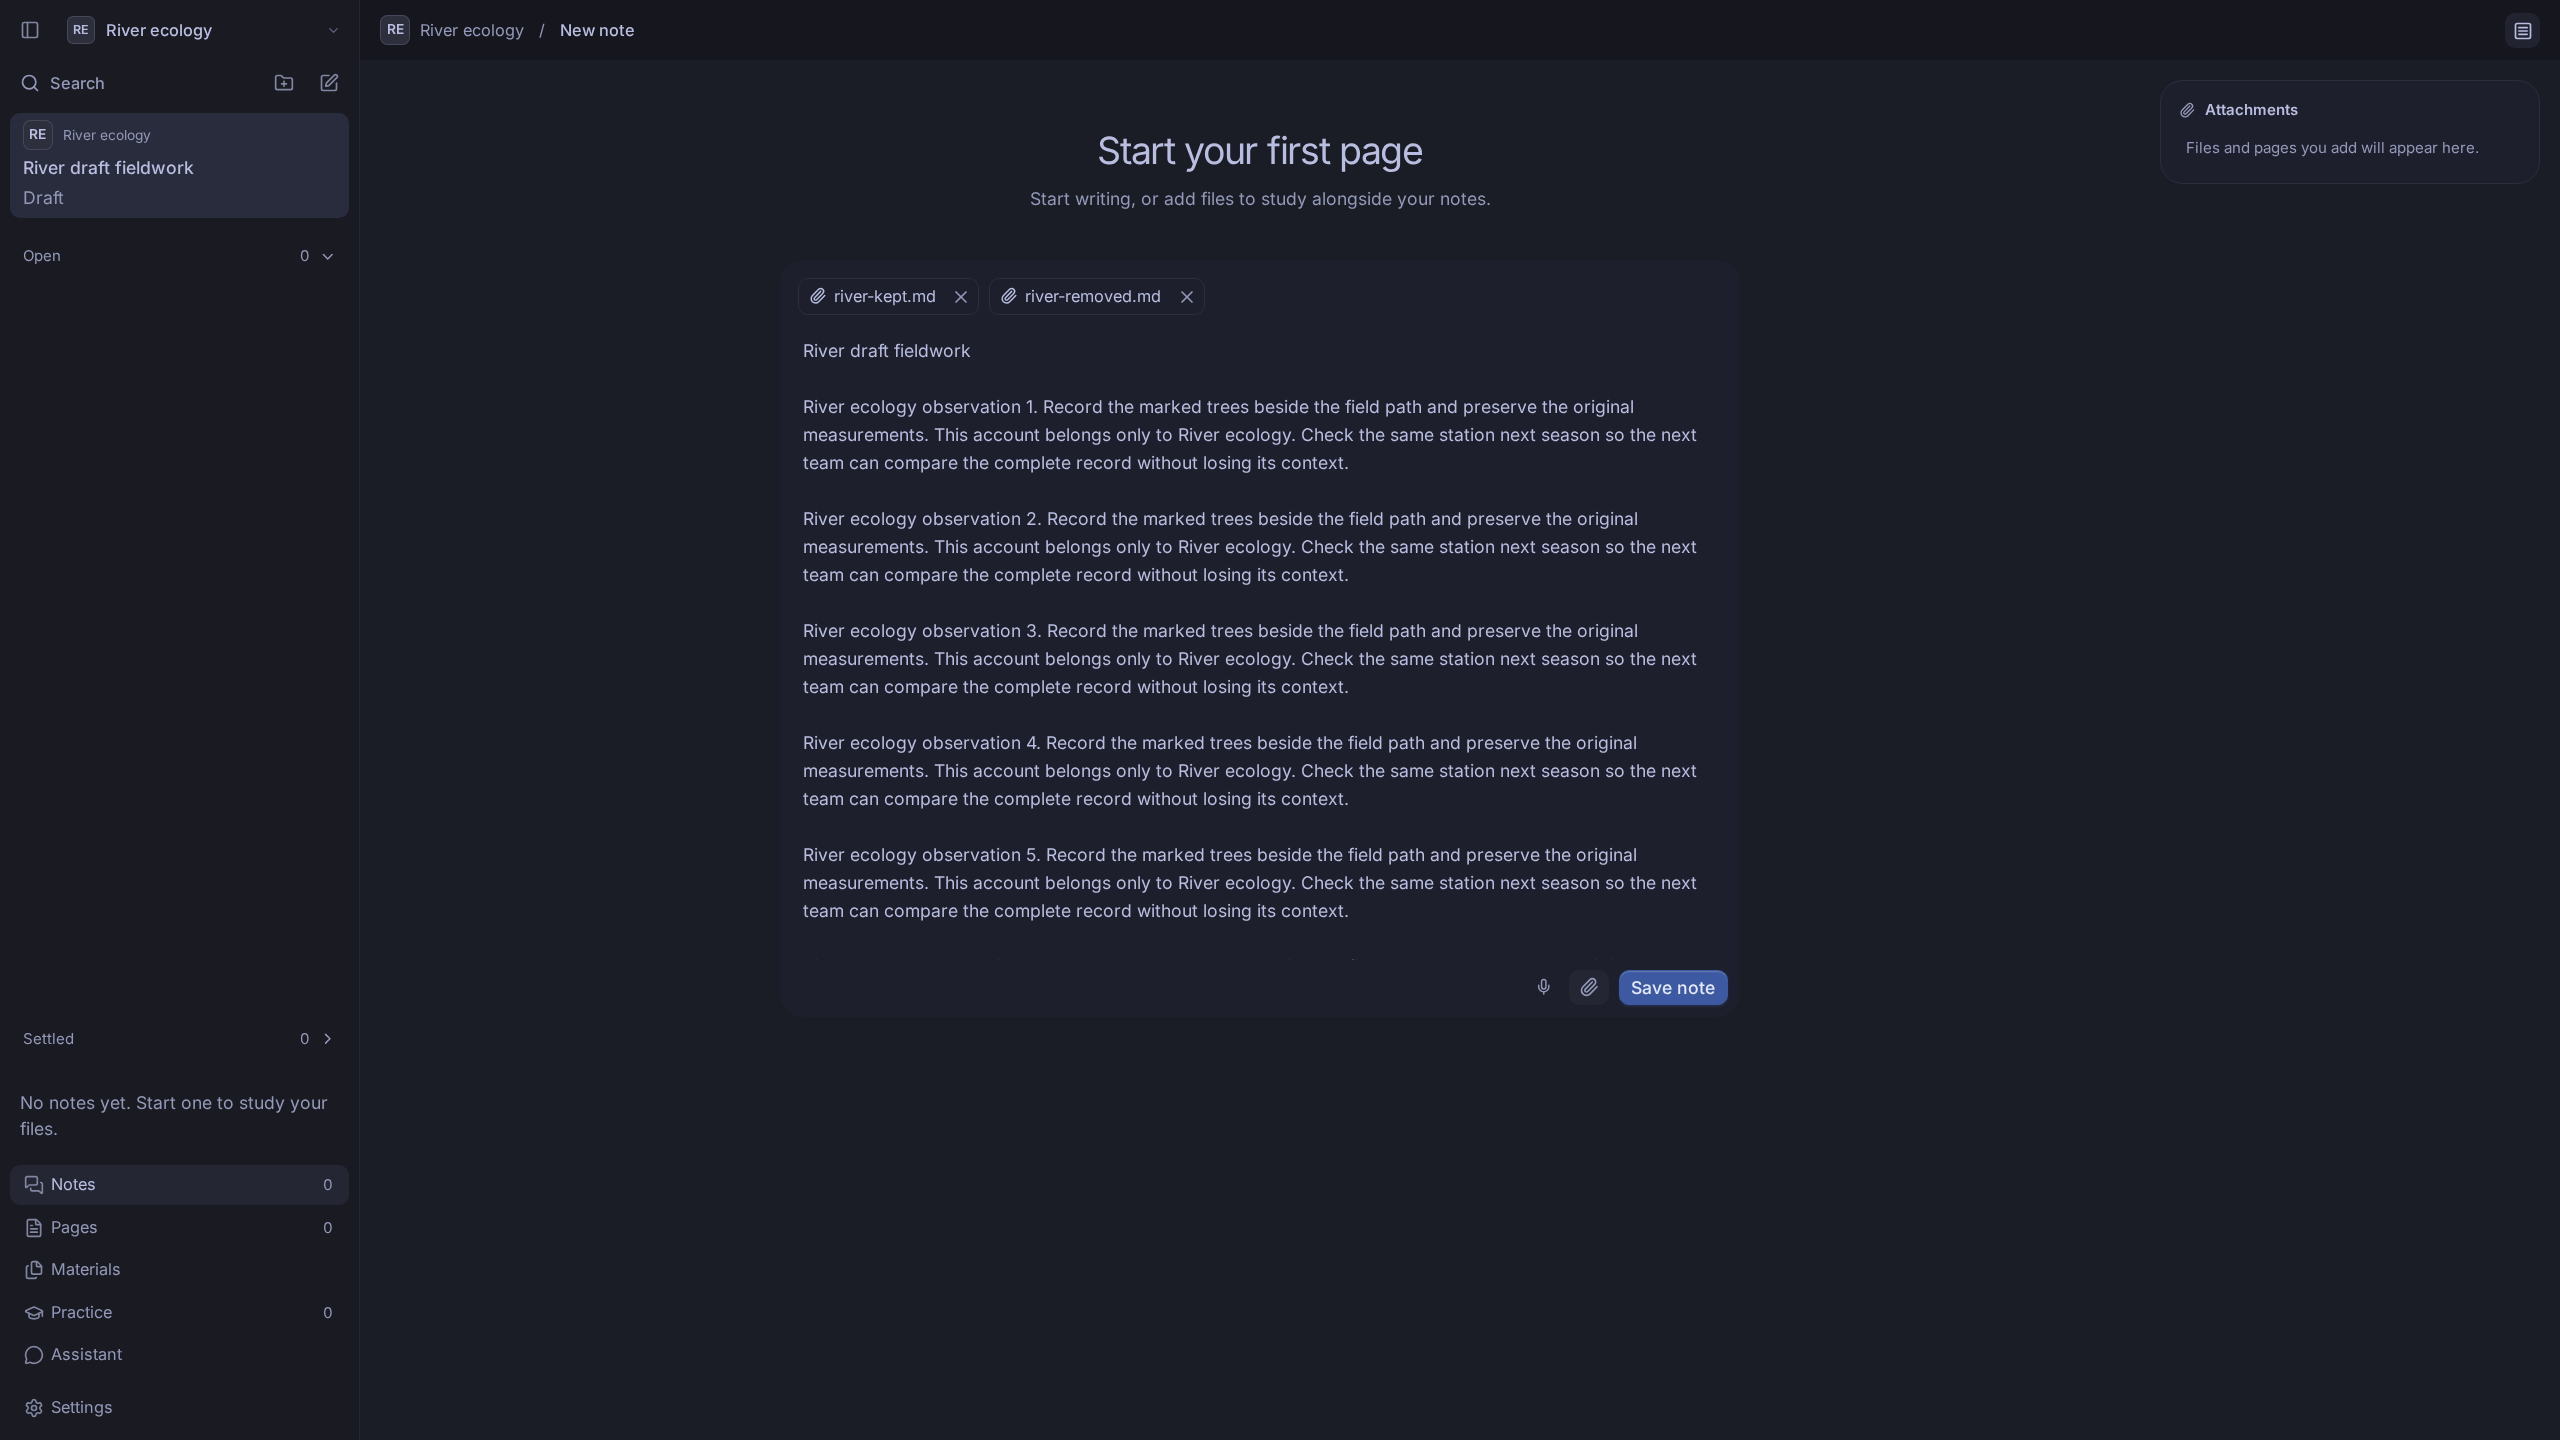 RE River ecology
Search
RE River ecology
River draft fieldwork
Draft
Open 0
Settled 0
No notes yet. Start one to study your
files.
Notes 0
Pages 0
Materials
Practice 0
Assistant
Settings
RE River ecology / New note
Start your first page
Start writing, or add files to study alongside your notes.
river-kept.md river-removed.md
River draft fieldwork
River ecology observation 1. Record the marked trees beside the field path and preserve the original
measurements. This account belongs only to River ecology. Check the same station next season so the next
team can compare the complete record without losing its context.
River ecology observation 2. Record the marked trees beside the field path and preserve the original
measurements. This account belongs only to River ecology. Check the same station next season so the next
team can compare the complete record without losing its context.
River ecology observation 3. Record the marked trees beside the field path and preserve the original
measurements. This account belongs only to River ecology. Check the same station next season so the next
team can compare the complete record without losing its context.
River ecology observation 4. Record the marked trees beside the field path and preserve the original
measurements. This account belongs only to River ecology. Check the same station next season so the next
team can compare the complete record without losing its context.
River ecology observation 5. Record the marked trees beside the field path and preserve the original
measurements. This account belongs only to River ecology. Check the same station next season so the next
team can compare the complete record without losing its context.
Save note
Attachments
Files and pages you add will appear here.